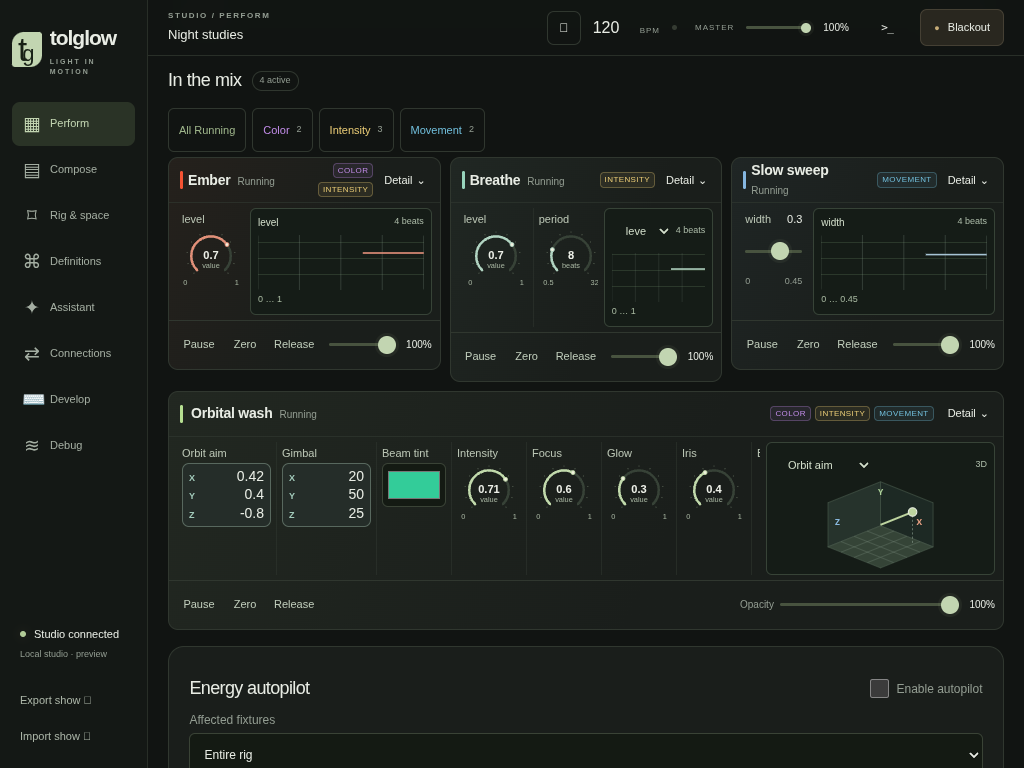 tg tolglow
LIGHT IN
MOTION
Perform
Compose
Rig & space
Definitions
Assistant
Connections
Develop
Debug
Studio connected
Local studio · preview
Export show
Import show
STUDIO / PERFORM
Night studies
120 BPM
MASTER 100%
>_
Blackout
In the mix 4 active
All Running
Color 2
Intensity 3
Movement 2
Ember Running
COLOR
INTENSITY
Detail
level
0.7
value
0 1
level 4 beats
0 … 1
Pause Zero Release 100%
Breathe Running
INTENSITY
Detail
level
0.7
value
0 1
period
8
beats
0.5 32
leve 4 beats
0 … 1
Pause Zero Release 100%
Slow sweep
Running
MOVEMENT
Detail
width 0.3
0 0.45
width 4 beats
0 … 0.45
Pause Zero Release 100%
Orbital wash Running
COLOR INTENSITY MOVEMENT
Detail
Orbit aim
X 0.42
Y 0.4
Z -0.8
Gimbal
X 20
Y 50
Z 25
Beam tint
Intensity
0.71
value
0 1
Focus
0.6
value
0 1
Glow
0.3
value
0 1
Iris
0.4
value
0 1
Orbit aim 3D
Y
Z X
Pause Zero Release
Opacity 100%
Energy autopilot
Enable autopilot
Affected fixtures
Entire rig